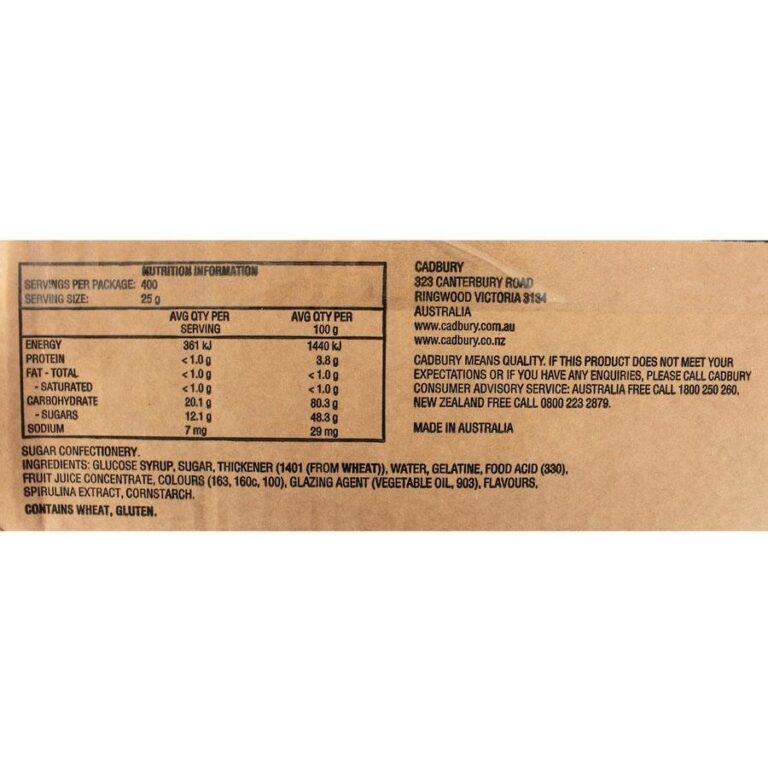 NUTRITION INFORMATION
SERVINGS PER PACKAGE: 400
SERVING SIZE: 25 g
AVG QTY PER SERVING AVG QTY PER 100 g
ENERGY 361 kJ 1440 kJ
PROTEIN <1.0 g 3.8 g
FAT - TOTAL <1.0 g <1.0 g
- SATURATED <1.0 g <1.0 g
CARBOHYDRATE 20.1 g 80.3 g
- SUGARS 12.1 g 48.3 g
SODIUM 7 mg 29 mg
SUGAR CONFECTIONERY.
INGREDIENTS: GLUCOSE SYRUP, SUGAR, THICKENER (1401 (FROM WHEAT)), WATER, GELATINE, FOOD ACID (330),
FRUIT JUICE CONCENTRATE, COLOURS (163, 160c, 100), GLAZING AGENT (VEGETABLE OIL, 903), FLAVOURS,
SPIRULINA EXTRACT, CORNSTARCH.
CONTAINS WHEAT, GLUTEN.
CADBURY
323 CANTERBURY ROAD
RINGWOOD VICTORIA 3134
AUSTRALIA
www.cadbury.com.au
www.cadbury.co.nz
CADBURY MEANS QUALITY. IF THIS PRODUCT DOES NOT MEET YOUR
EXPECTATIONS OR IF YOU HAVE ANY ENQUIRIES, PLEASE CALL CADBURY
CONSUMER ADVISORY SERVICE: AUSTRALIA FREE CALL 1800 250 260,
NEW ZEALAND FREE CALL 0800 223 2879.
MADE IN AUSTRALIA